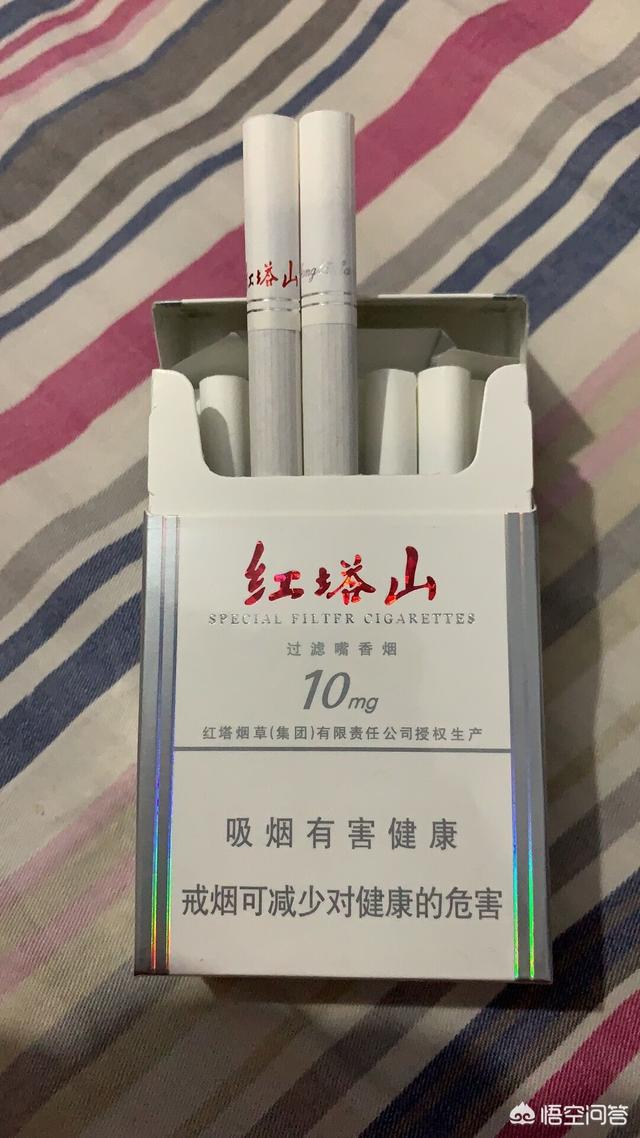 红塔山
红塔山
SPECIAL FILTER CIGARETTES
过滤嘴香烟
10mg
红塔烟草(集团)有限责任公司授权生产
吸烟有害健康
戒烟可减少对健康的危害
悟空问答